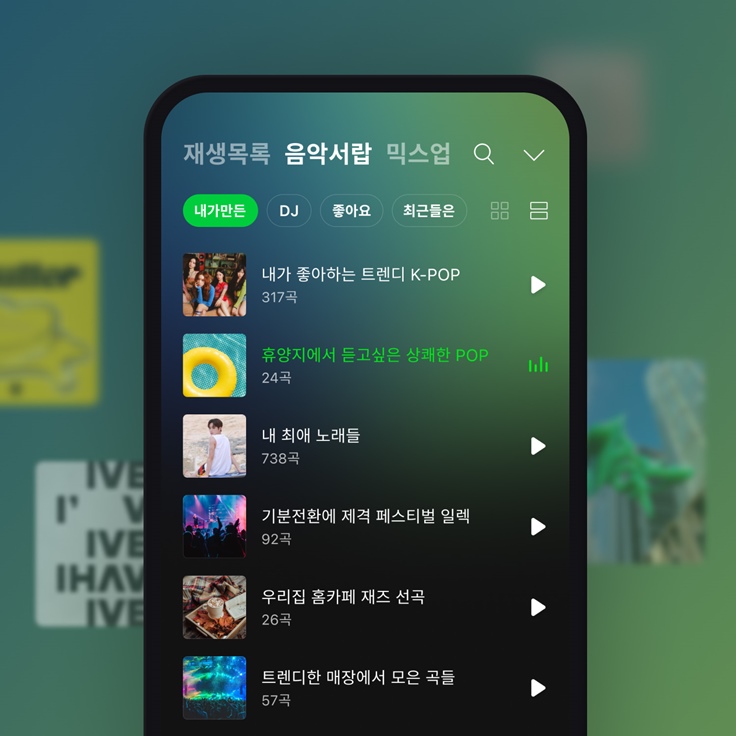 재생목록 음악서랍 믹스업
내가만든 DJ 좋아요 최근들은
내가 좋아하는 트렌디 K-POP
317곡
휴양지에서 듣고싶은 상쾌한 POP
24곡
내 최애 노래들
738곡
기분전환에 제격 페스티벌 일렉
92곡
우리집 홈카페 재즈 선곡
26곡
트렌디한 매장에서 모은 곡들
57곡
IVE
I' V
IVE
IHAV
IVE